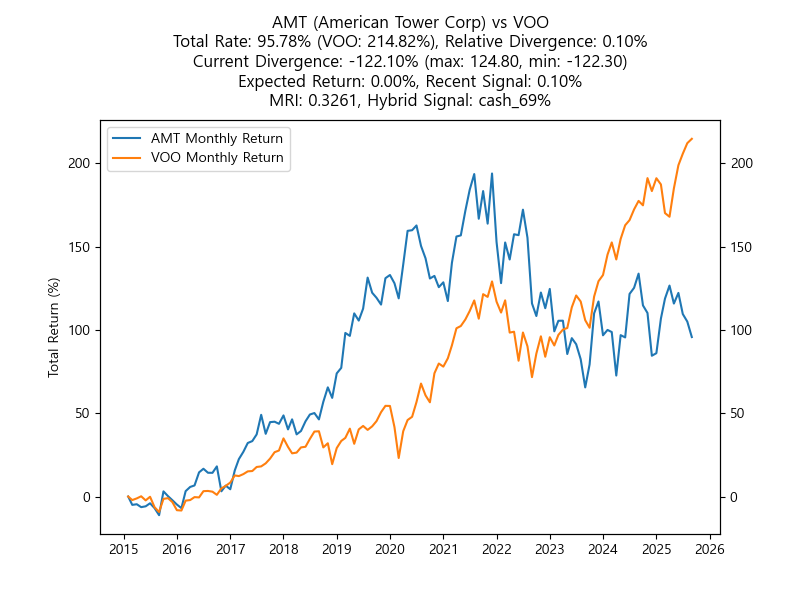 AMT (American Tower Corp) vs VOO
Total Rate: 95.78% (VOO: 214.82%), Relative Divergence: 0.10%
Current Divergence: -122.10% (max: 124.80, min: -122.30)
Expected Return: 0.00%, Recent Signal: 0.10%
MRI: 0.3261, Hybrid Signal: cash_69%
AMT Monthly Return
VOO Monthly Return
Total Return (%)
200
150
100
50
0
200
150
100
50
0
2015 2016 2017 2018 2019 2020 2021 2022 2023 2024 2025 2026